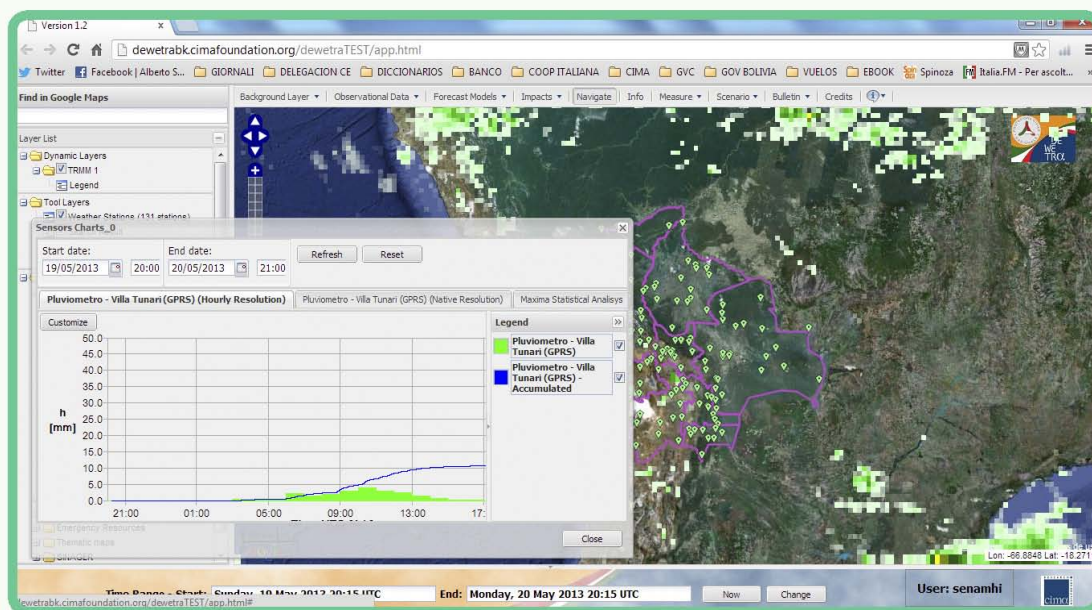 Version 1.2 x
dewetrabk.cimafoundation.org/dewetraTEST/app.html
Twitter Facebook | Alberto S... GIORNALI DELEGACION CE DICCIONARIOS BANCO COOP ITALIANA CIMA GVC GOV BOLIVIA VUELOS EBOOK Spinoza Italia.FM - Per ascolt... »
Find in Google Maps
Background Layer Observational Data Forecast Models Impacts Navigate Info Measure Scenario Bulletin Credits
Layer List
Dynamic Layers
TRMM 1
Legend
Tool Layers
Weather Stations (131 stations)
DE
WE
TRA
Sensors Charts_0
Start date: End date:
19/05/2013 20:00 20/05/2013 21:00 Refresh Reset
Pluviometro - Villa Tunari (GPRS) (Hourly Resolution) Pluviometro - Villa Tunari (GPRS) (Native Resolution) Maxima Statistical Analisys
Customize
Legend »
Pluviometro - Villa
Tunari (GPRS)
Pluviometro - Villa
Tunari (GPRS) -
Accumulated
50.0
45.0
40.0
35.0
30.0
h
[mm]
25.0
20.0
15.0
10.0
5.0
0.0
21:00 01:00 05:00 09:00 13:00 17:
Close
Emergency Resources
Thematic maps
SINAGER
Lon: -66.8848 Lat: -18.2719
Time Range - Start: Sunday, 19 May 2013 20:15 UTC End: Monday, 20 May 2013 20:15 UTC Now Change User: senamhi
dewetrabk.cimafoundation.org/dewetraTEST/app.html#
cima